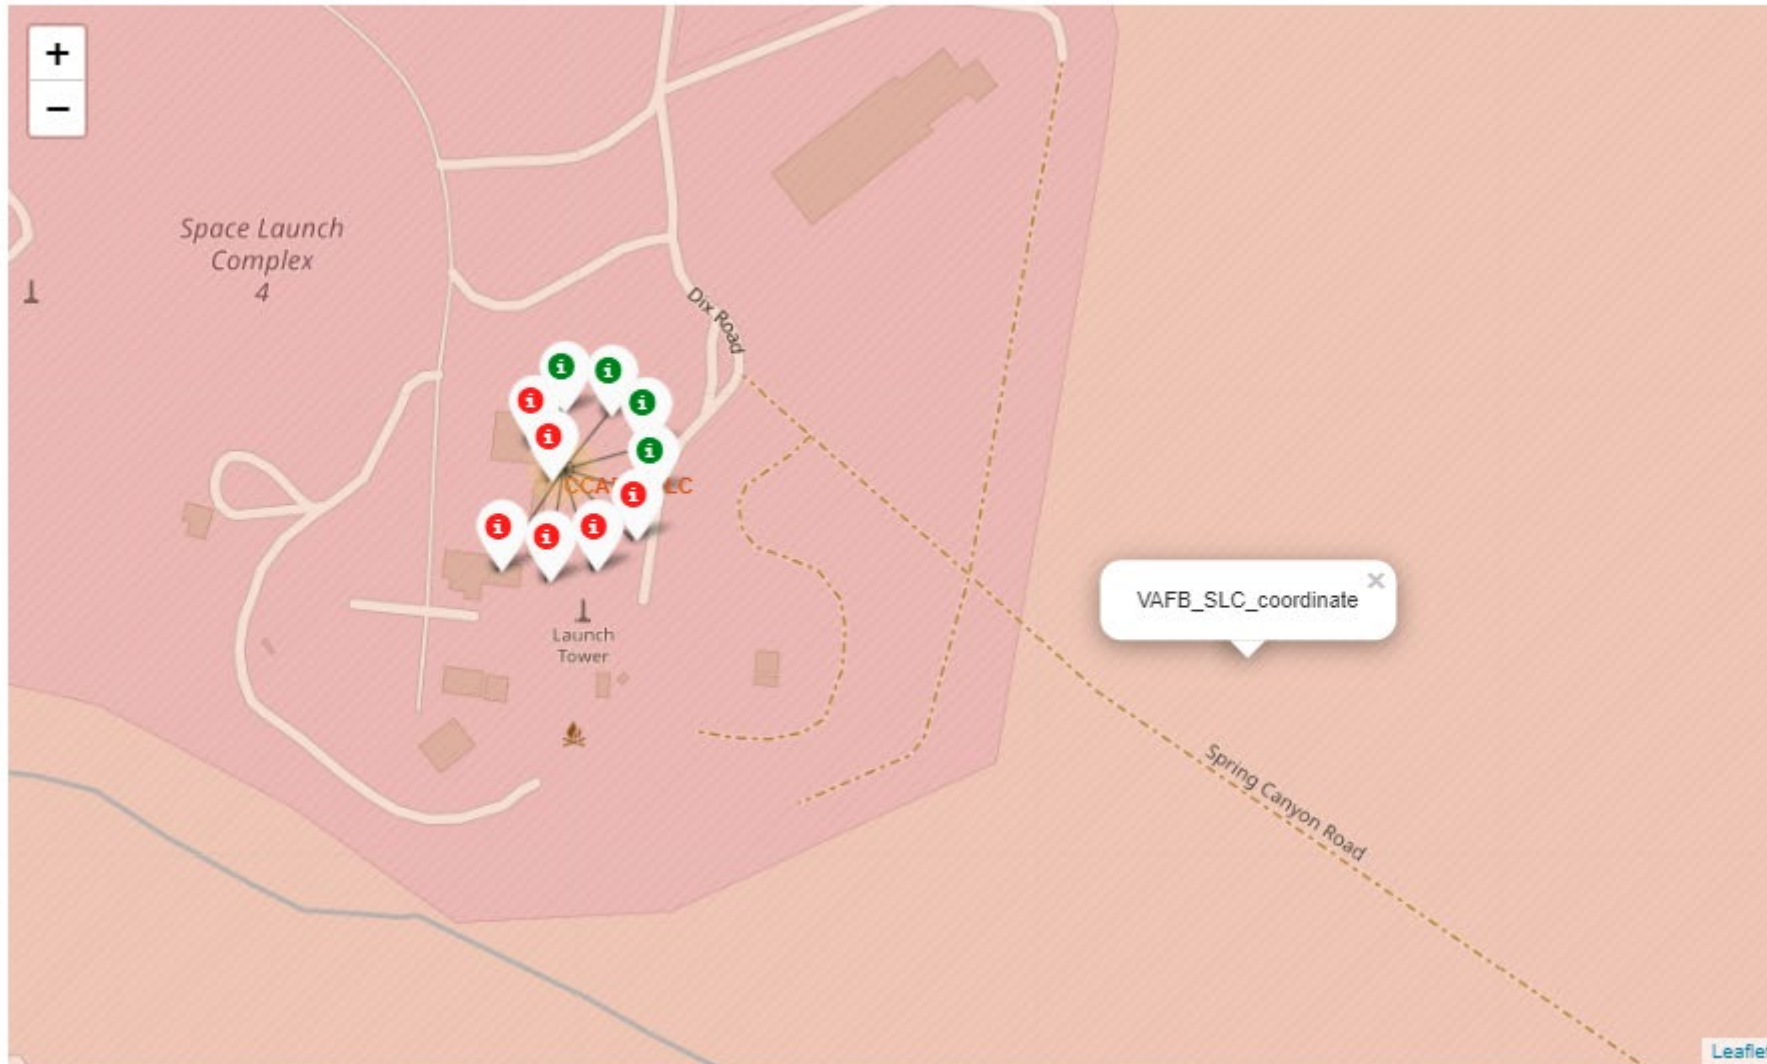 +
−
Space Launch
Complex
4
Dix Road
i
i
i
i
i
i
i
i
i
i
Launch
Tower
VAFB_SLC_coordinate
×
Spring Canyon Road